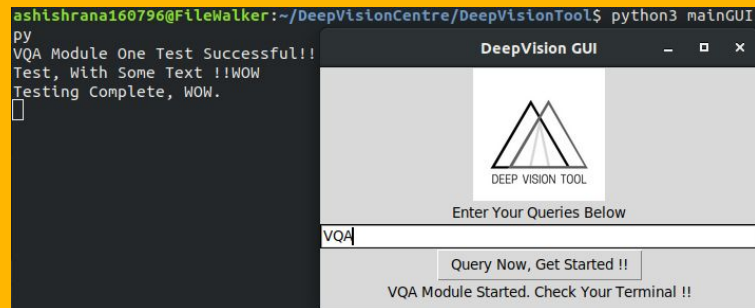 ashishrana160796@FileWalker:~/DeepVisionCentre/DeepVisionTool$ python3 mainGUI
py
VQA Module One Test Successful!!
Test, With Some Text !!WOW
Testing Complete, WOW.
DeepVision GUI
DEEP VISION TOOL
Enter Your Queries Below
VQA
Query Now, Get Started !!
VQA Module Started. Check Your Terminal !!